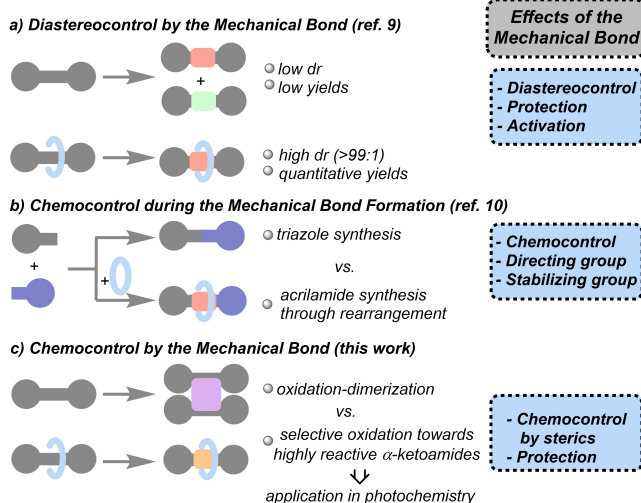 a) Diastereocontrol by the Mechanical Bond (ref. 9)
+
low dr
low yields
high dr (>99:1)
quantitative yields
Effects of the
Mechanical Bond
- Diastereocontrol
- Protection
- Activation
b) Chemocontrol during the Mechanical Bond Formation (ref. 10)
+
+
triazole synthesis
vs.
acrilamide synthesis
through rearrangement
- Chemocontrol
- Directing group
- Stabilizing group
c) Chemocontrol by the Mechanical Bond (this work)
oxidation-dimerization
vs.
selective oxidation towards
highly reactive α-ketoamides
application in photochemistry
- Chemocontrol
by sterics
- Protection